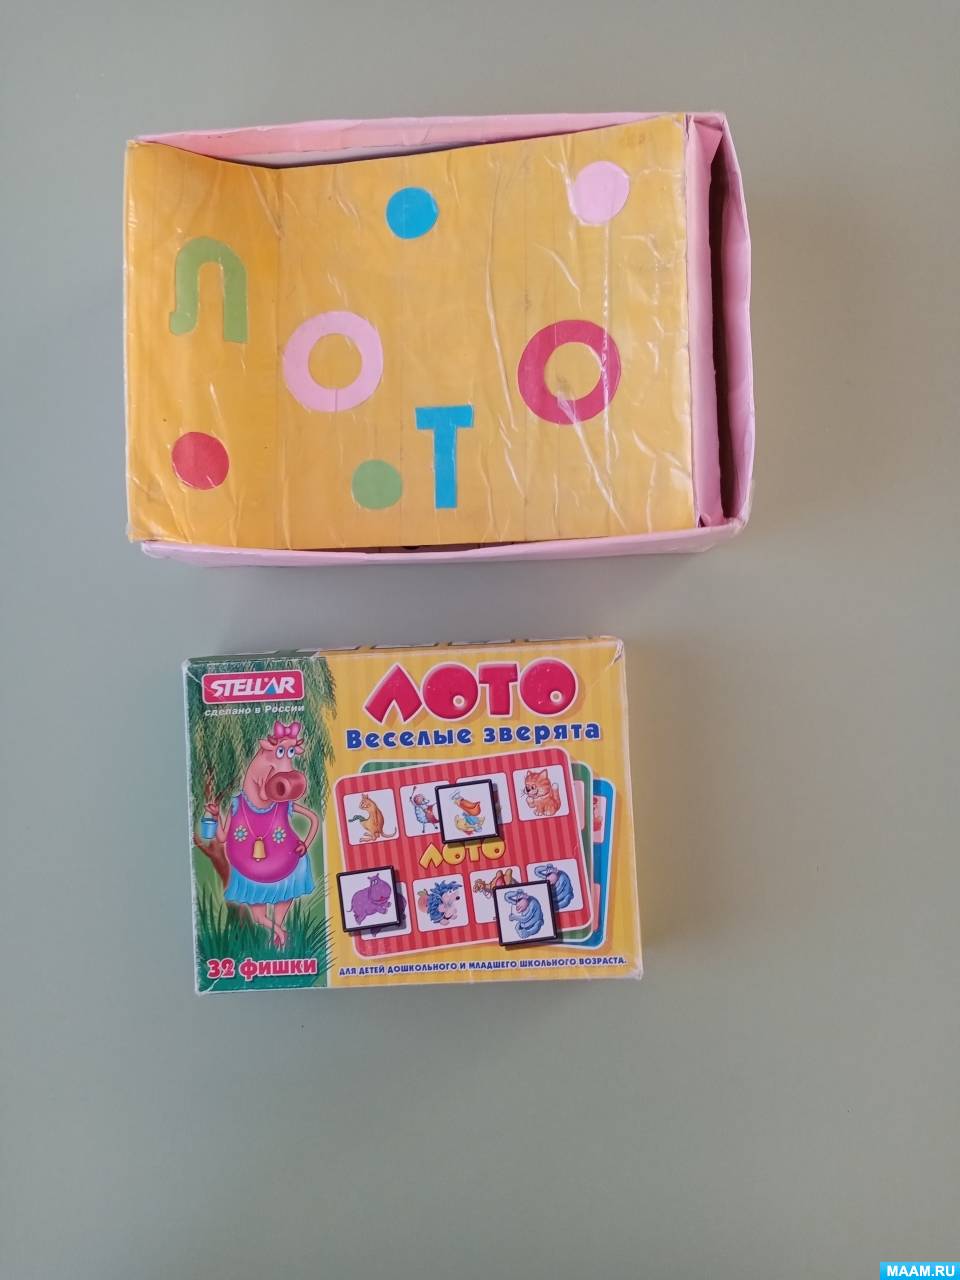 ЛОТО
STELLAR
сделано в России
ЛОТО
Веселые зверята
ЛОТО
32 фишки
ДЛЯ ДЕТЕЙ ДОШКОЛЬНОГО И МЛАДШЕГО ШКОЛЬНОГО ВОЗРАСТА.
MAAM.RU